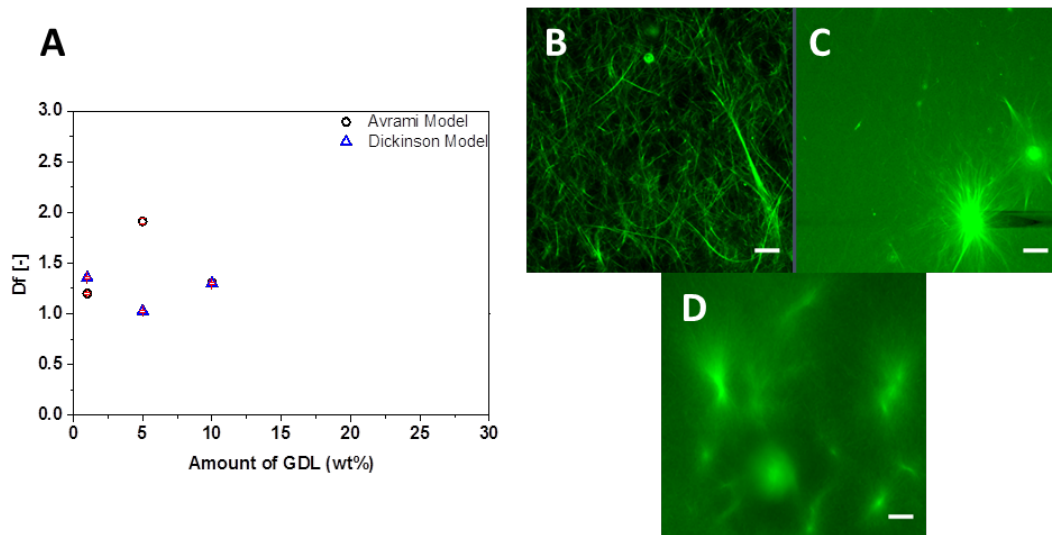 A
B
C
3.0
Avrami Model
Dickinson Model
2.5
2.0
1.5
1.0
0.5
0.0
Df [-]
0 5 10 15 20 25 30
Amount of GDL (wt%)
D